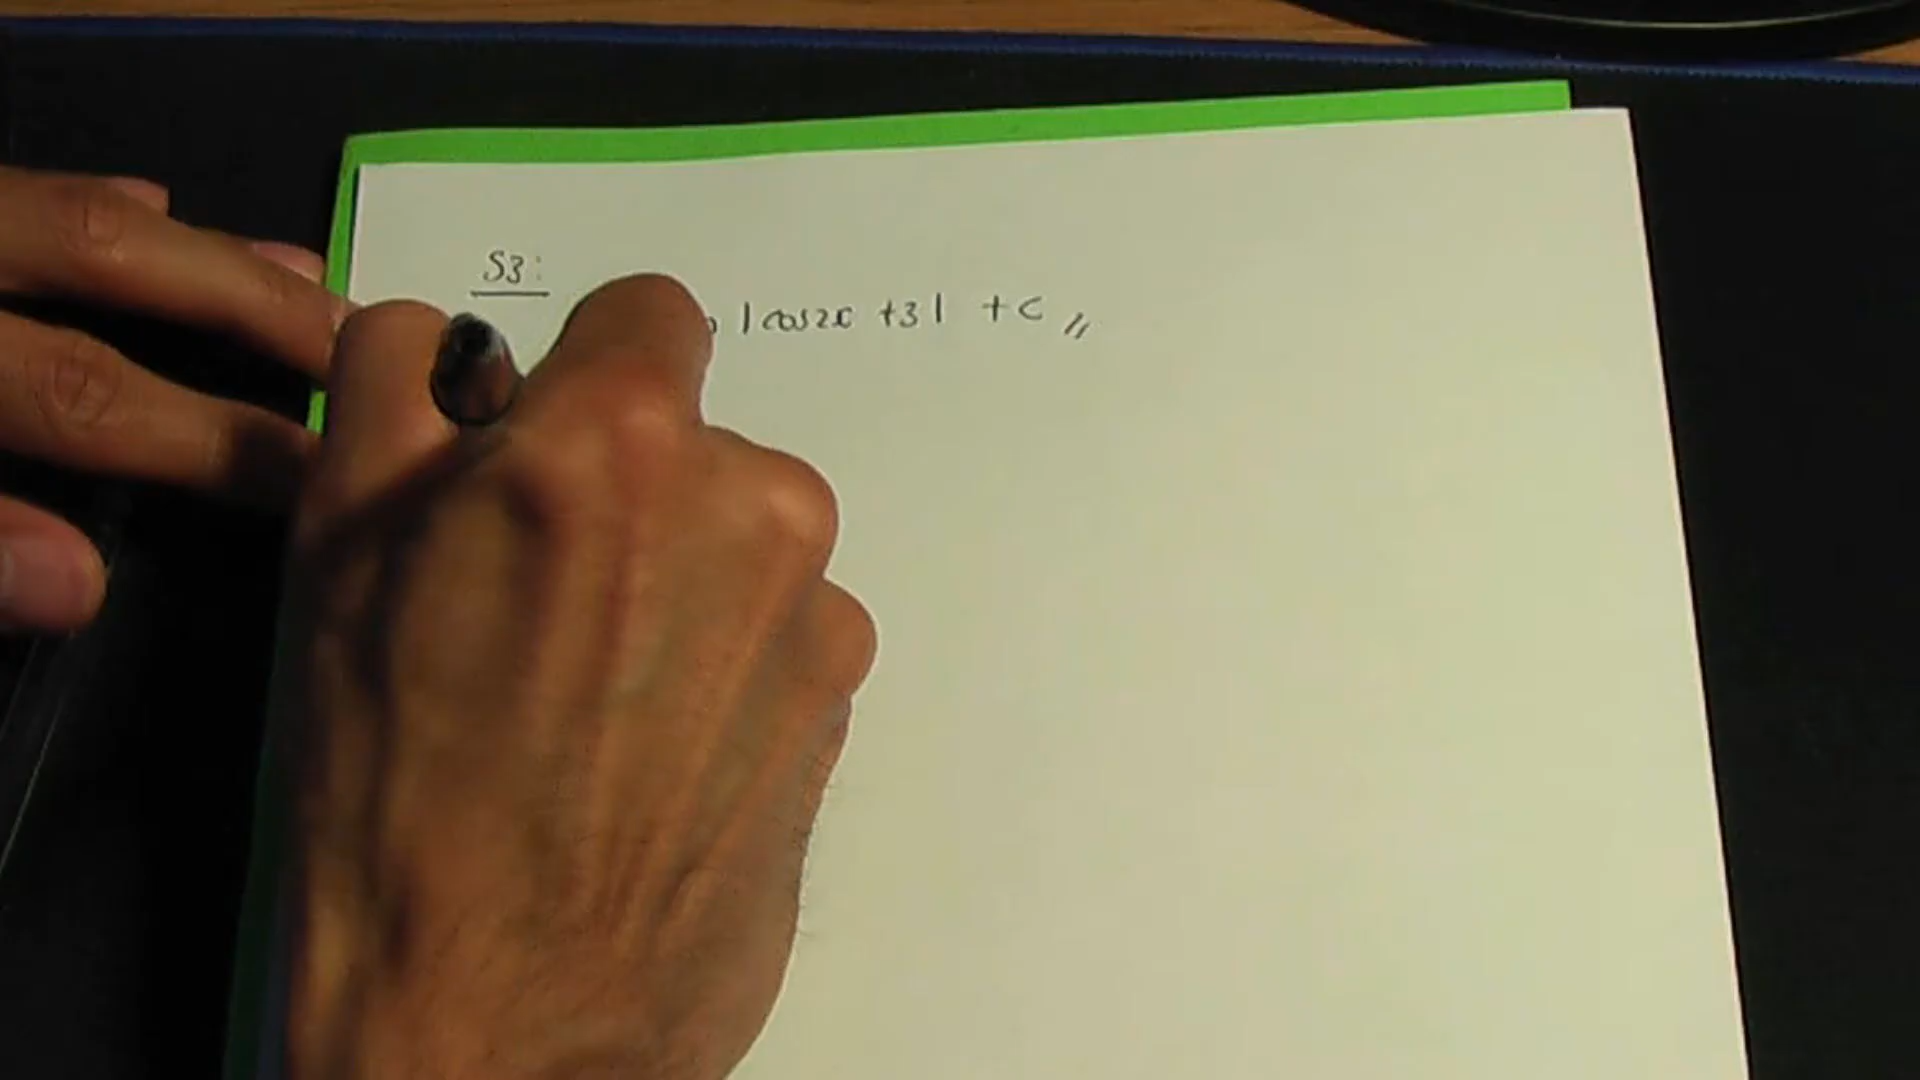 S3:
|cos2x +3| +c //